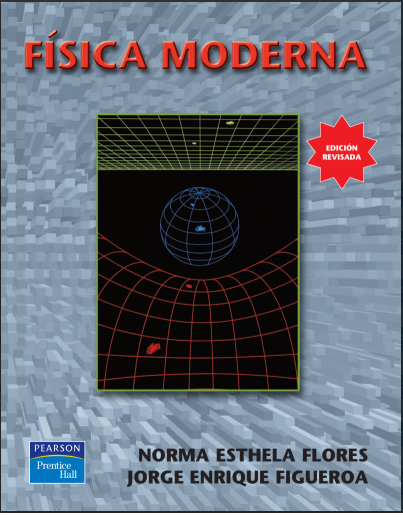 FÍSICA MODERNA
EDICIÓN
REVISADA
PEARSON
Prentice
Hall
NORMA ESTHELA FLORES
JORGE ENRIQUE FIGUEROA